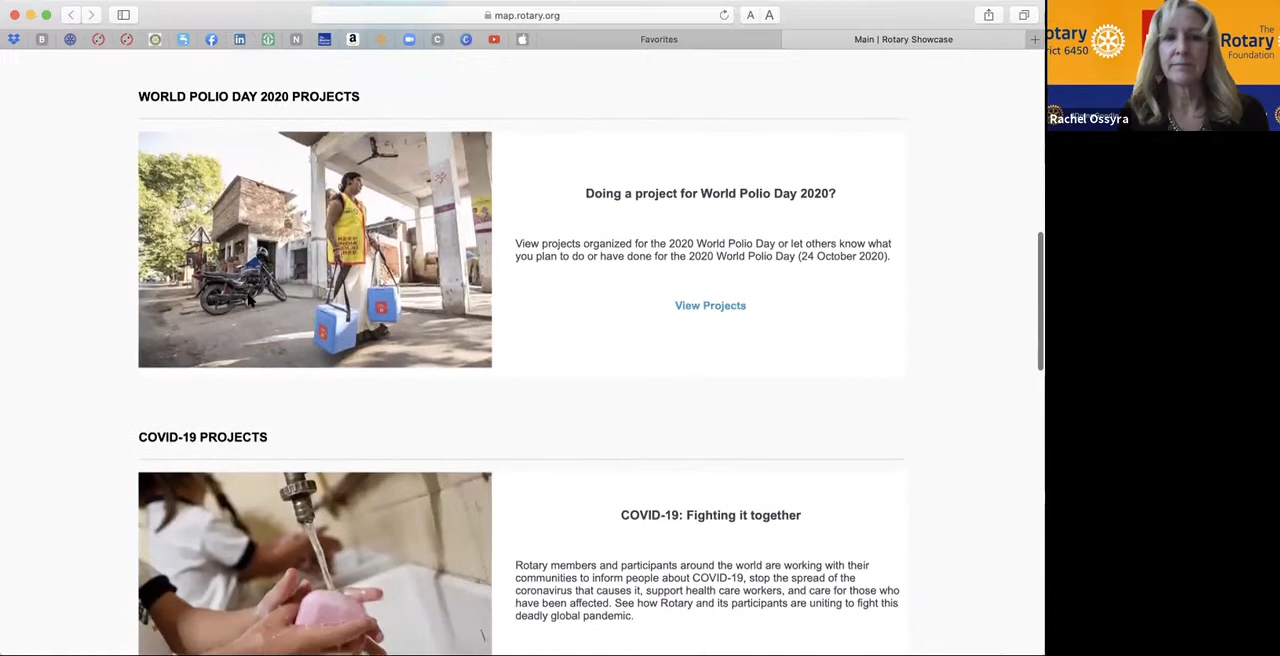 map.rotary.org
A A
Favorites
Main | Rotary Showcase
WORLD POLIO DAY 2020 PROJECTS
Doing a project for World Polio Day 2020?
View projects organized for the 2020 World Polio Day or let others know what
you plan to do or have done for the 2020 World Polio Day (24 October 2020).
View Projects
COVID-19 PROJECTS
COVID-19: Fighting it together
Rotary members and participants around the world are working with their
communities to inform people about COVID-19, stop the spread of the
coronavirus that causes it, support health care workers, and care for those who
have been affected. See how Rotary and its participants are uniting to fight this
deadly global pandemic.
otary
rict 6450
The
Rotary
Foundation
Rachel Ossyra